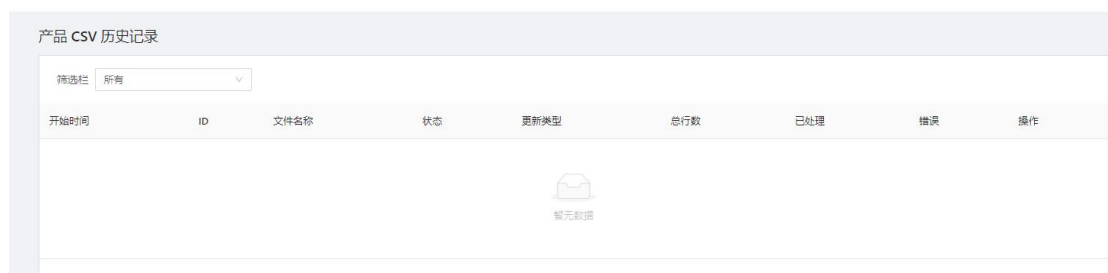 产品 CSV 历史记录
筛选栏 所有
开始时间 ID 文件名称 状态 更新类型 总行数 已处理 错误 操作
暂无数据